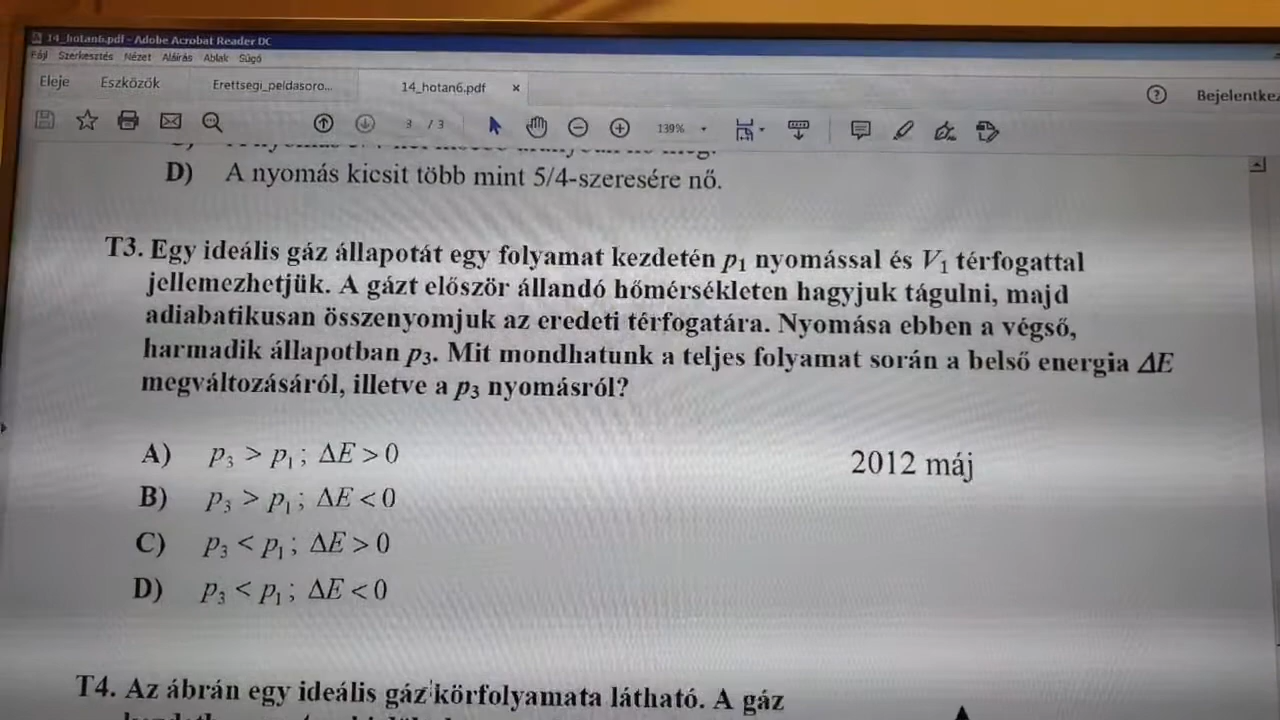 14_hotan6.pdf - Adobe Acrobat Reader DC
Fájl Szerkesztés Nézet Aláírás Ablak Súgó
Eleje Eszközök Erettsegi_peldasoro... 14_hotan6.pdf × ? Bejelentkez
3 / 3 139%
D) A nyomás kicsit több mint 5/4-szeresére nő.
T3. Egy ideális gáz állapotát egy folyamat kezdetén p₁ nyomással és V₁ térfogattal
jellemezhetjük. A gázt először állandó hőmérsékleten hagyjuk tágulni, majd
adiabatikusan összenyomjuk az eredeti térfogatára. Nyomása ebben a végső,
harmadik állapotban p₃. Mit mondhatunk a teljes folyamat során a belső energia ΔE
megváltozásáról, illetve a p₃ nyomásról?
A) p₃ > p₁; ΔE > 0
2012 máj
B) p₃ > p₁; ΔE < 0
C) p₃ < p₁; ΔE > 0
D) p₃ < p₁; ΔE < 0
T4. Az ábrán egy ideális gáz körfolyamata látható. A gáz